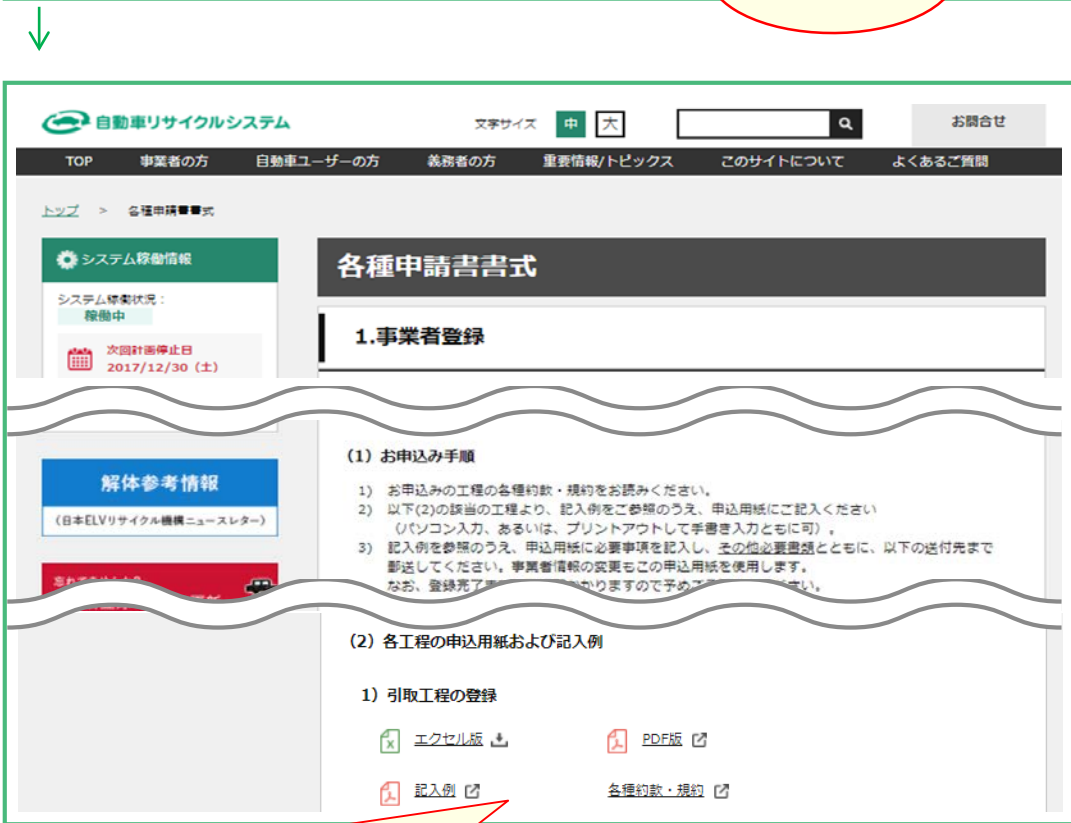 自動車リサイクルシステム
文字サイズ 中 大
お問合せ
TOP 事業者の方 自動車ユーザーの方 義務者の方 重要情報/トピックス このサイトについて よくあるご質問
トップ > 各種申請書書式
システム稼働情報
各種申請書書式
システム稼働状況：
稼働中
1.事業者登録
次回計画停止日
2017/12/30（土）
(1) お申込み手順
解体参考情報
（日本ELVリサイクル機構ニュースレター）
1) お申込みの工程の各種約款・規約をお読みください。
2) 以下(2)の該当の工程より、記入例をご参照のうえ、申込用紙にご記入ください
（パソコン入力、あるいは、プリントアウトして手書き入力ともに可）。
3) 記入例を参照のうえ、申込用紙に必要事項を記入し、その他必要書類とともに、以下の送付先まで
郵送してください。事業者情報の変更もこの申込用紙を使用します。
なお、登録完了 かかりますので予めご さい。
(2) 各工程の申込用紙および記入例
1) 引取工程の登録
エクセル版 PDF版
記入例 各種約款・規約